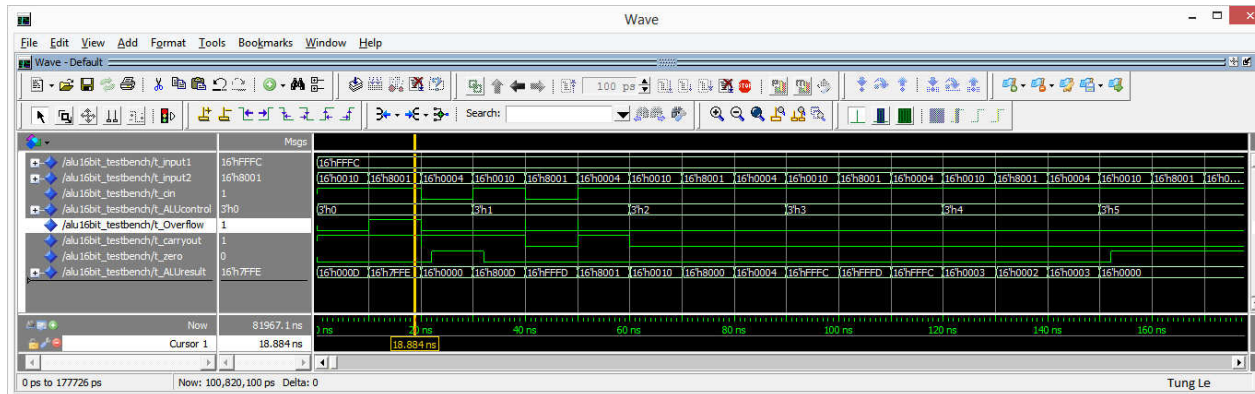 Wave
File Edit View Add Format Tools Bookmarks Window Help
Wave - Default
100 ps
Search:
Msgs
/alu16bit_testbench/t_input1 16'hFFFC (16'hFFFC
/alu16bit_testbench/t_input2 16'h8001 (16'h0010 16'h8001 16'h0004 16'h0010 16'h8001 16'h0004 16'h0010 16'h8001 16'h0004 16'h0010 16'h8001 16'h0004 16'h0010 16'h8001 16'h0004 16'h0010 16'h8001 16'h0...
/alu16bit_testbench/t_cin 1
/alu16bit_testbench/t_ALUcontrol 3'h0 (3'h0 3'h1 3'h2 3'h3 3'h4 3'h5
/alu16bit_testbench/t_Overflow 1
/alu16bit_testbench/t_carryout 1
/alu16bit_testbench/t_zero 0
/alu16bit_testbench/t_ALUresult 16'h7FFE (16'h000D 16'h7FFE 16'h0000 16'h800D 16'hFFFD 16'h8001 16'h0010 16'h8000 16'h0004 16'hFFFC 16'hFFFD 16'hFFFC 16'h0003 16'h0002 16'h0003 16'h0000
Now 81967.1 ns ns 20 ns 40 ns 60 ns 80 ns 100 ns 120 ns 140 ns 160 ns
Cursor 1 18.884 ns 18.884 ns
0 ps to 177726 ps Now: 100,820,100 ps Delta: 0 Tung Le